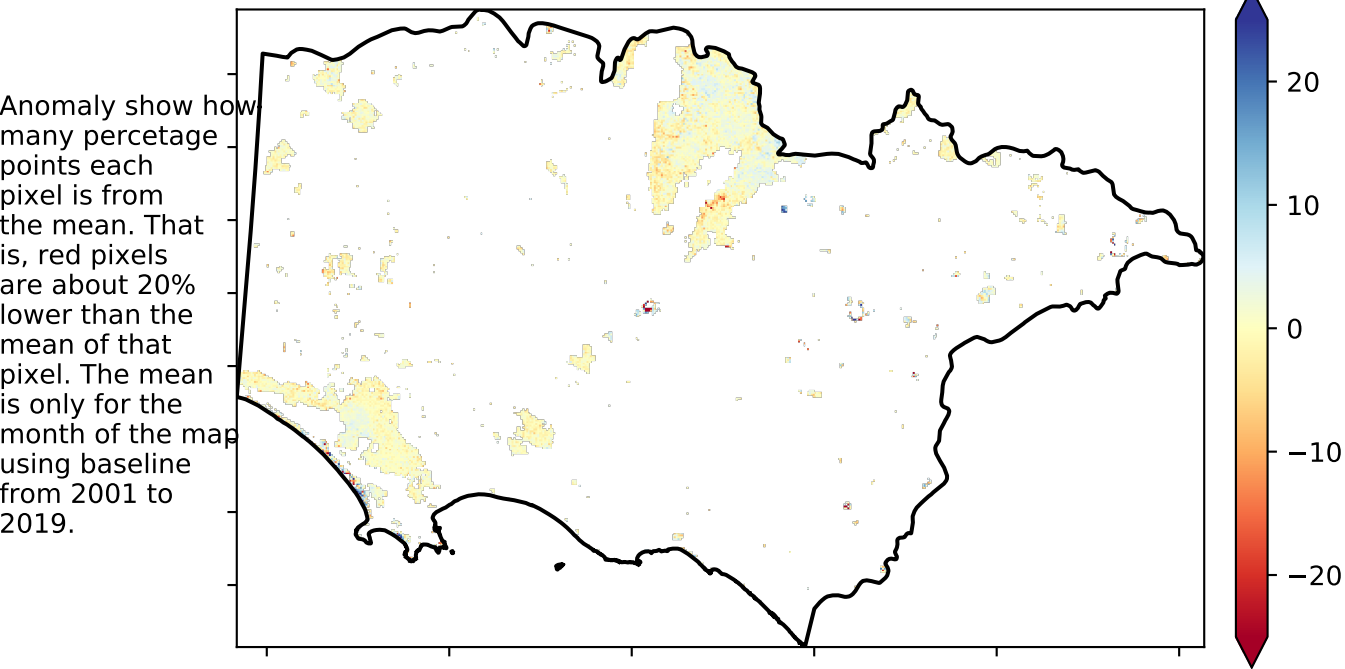 Anomaly show how
many percetage
points each
pixel is from
the mean. That
is, red pixels
are about 20%
lower than the
mean of that
pixel. The mean
is only for the
month of the map
using baseline
from 2001 to
2019.
20
10
0
−10
−20